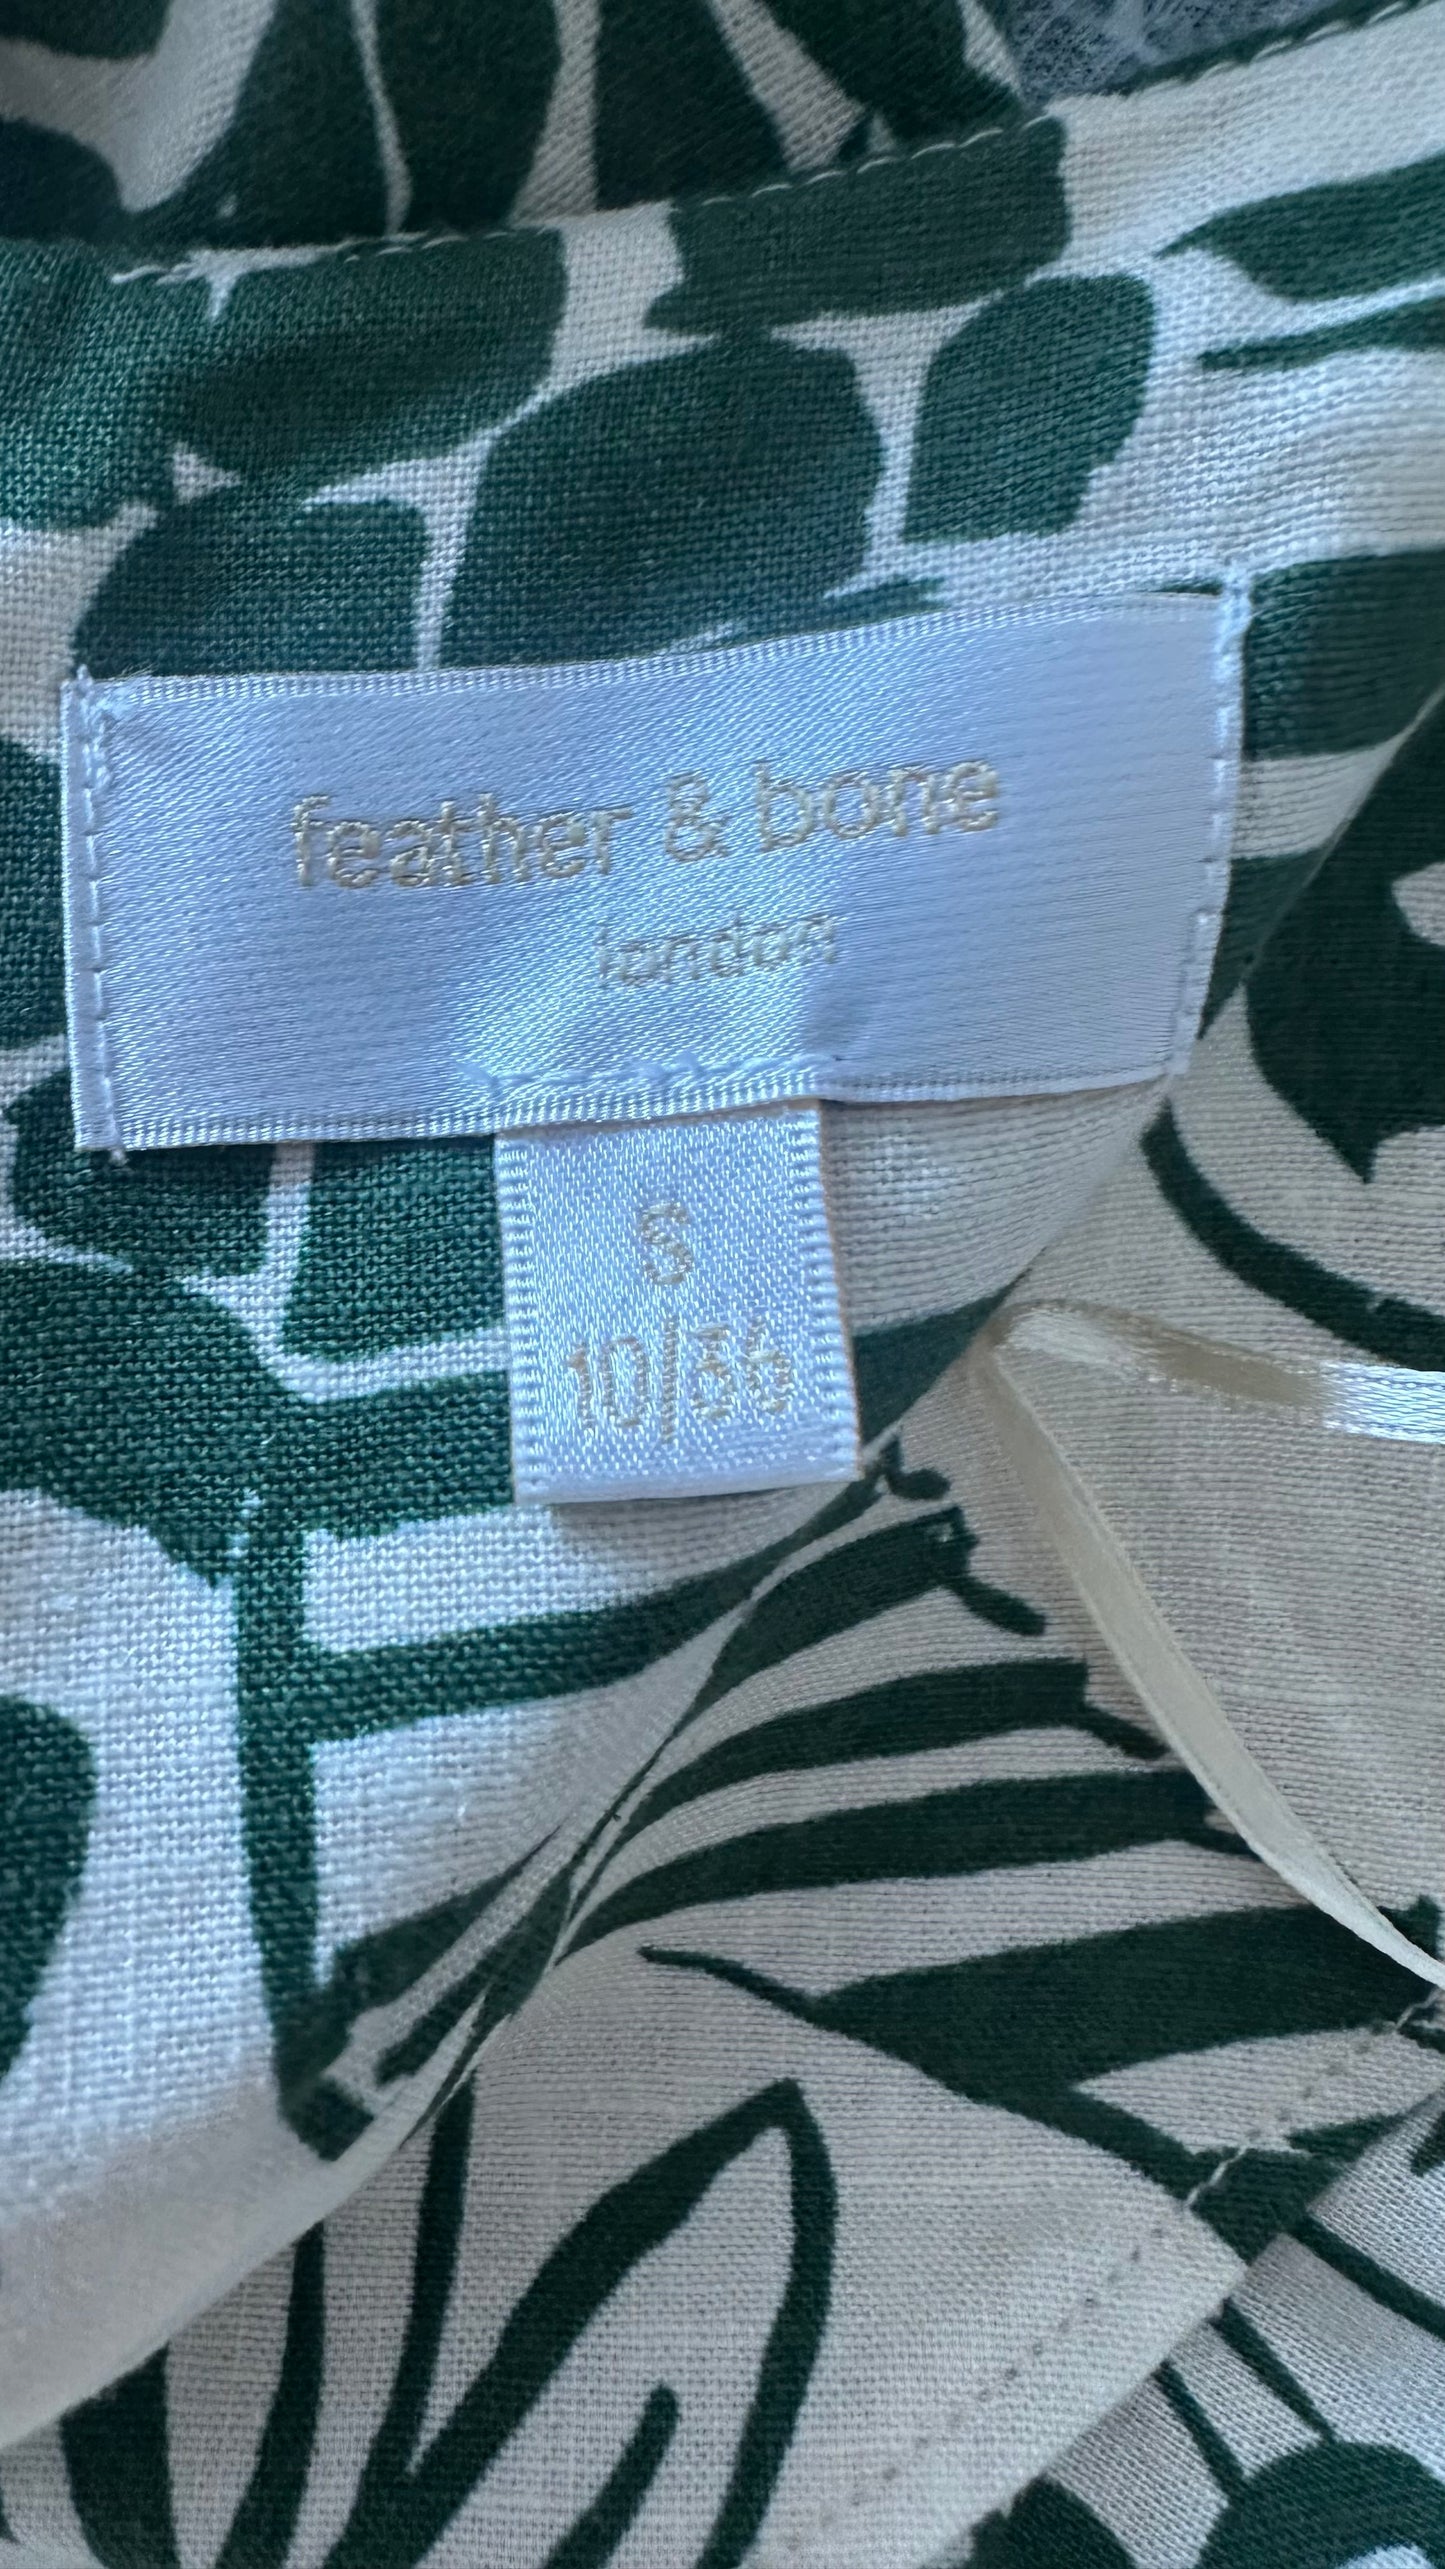 feather & bone
london
S
10/36